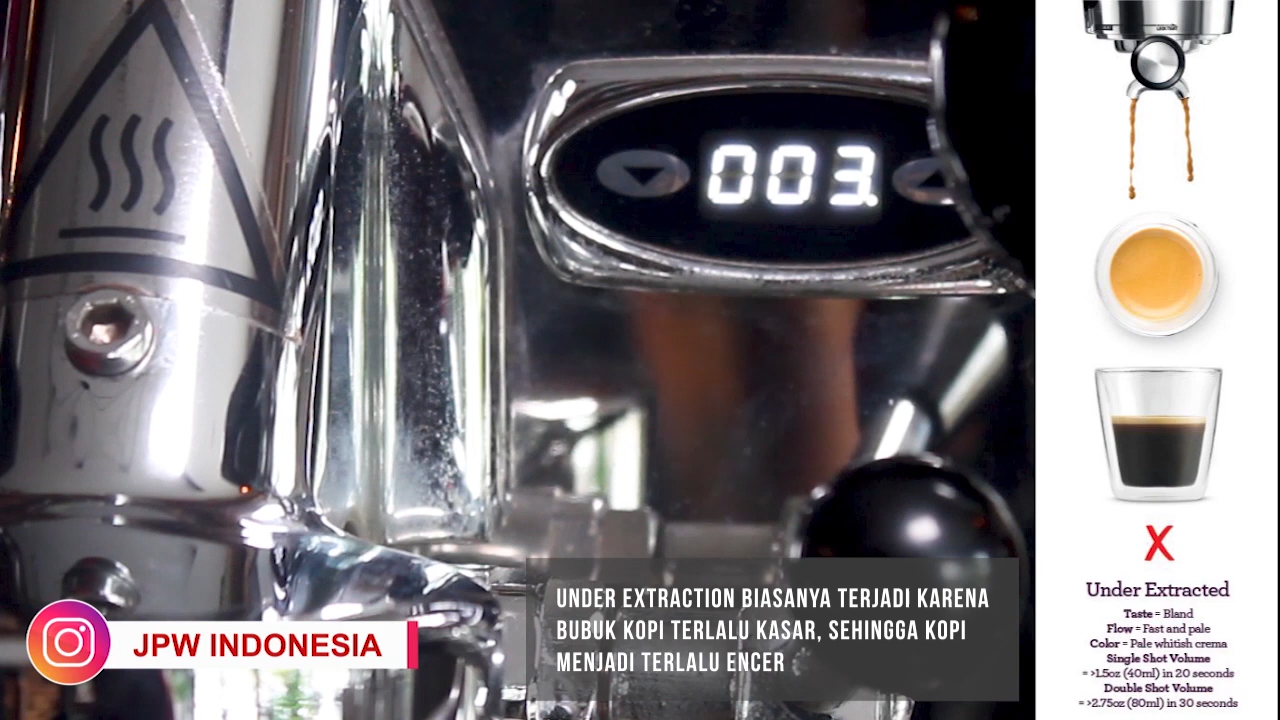 003.
UNDER EXTRACTION BIASANYA TERJADI KARENA
BUBUK KOPI TERLALU KASAR, SEHINGGA KOPI
MENJADI TERLALU ENCER
JPW INDONESIA
X
Under Extracted
Taste = Bland
Flow = Fast and pale
Color = Pale whitish crema
Single Shot Volume
= >1.5oz (40ml) in 20 seconds
Double Shot Volume
= >2.75oz (80ml) in 30 seconds